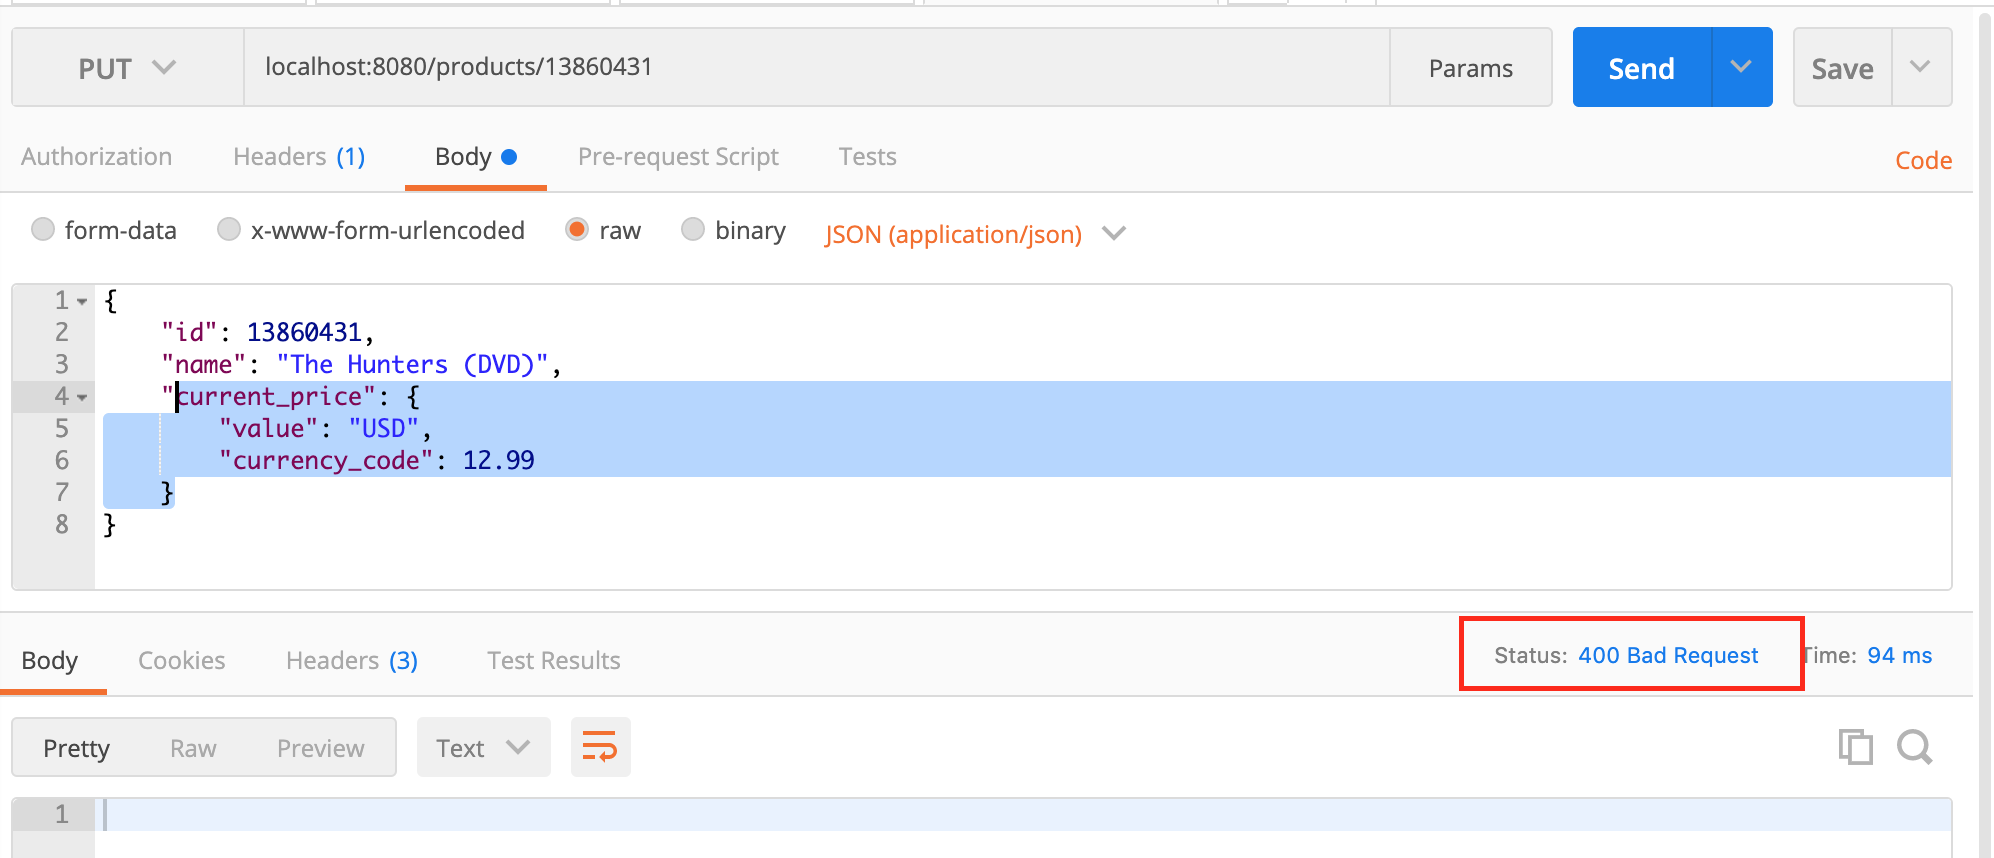 PUT localhost:8080/products/13860431 Params Send Save
Authorization Headers (1) Body Pre-request Script Tests Code
form-data x-www-form-urlencoded raw binary JSON (application/json)
1 {
2 "id": 13860431,
3 "name": "The Hunters (DVD)",
4 "current_price": {
5 "value": "USD",
6 "currency_code": 12.99
7 }
8 }
Body Cookies Headers (3) Test Results Status: 400 Bad Request Time: 94 ms
Pretty Raw Preview Text
1